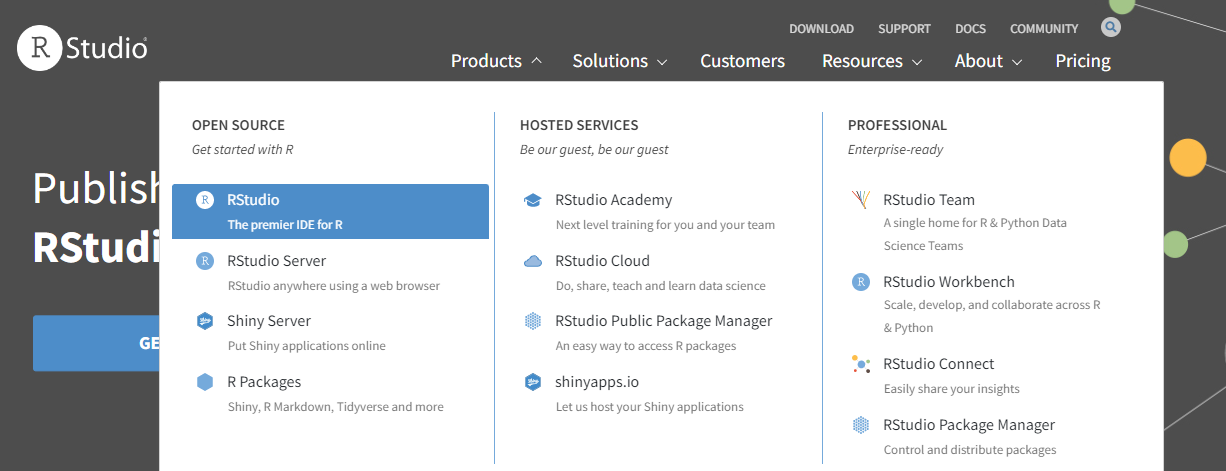 DOWNLOAD SUPPORT DOCS COMMUNITY
R Studio®
Products Solutions Customers Resources About Pricing
OPEN SOURCE
Get started with R
RStudio
The premier IDE for R
RStudio Server
RStudio anywhere using a web browser
Shiny Server
Put Shiny applications online
R Packages
Shiny, R Markdown, Tidyverse and more
HOSTED SERVICES
Be our guest, be our guest
RStudio Academy
Next level training for you and your team
RStudio Cloud
Do, share, teach and learn data science
RStudio Public Package Manager
An easy way to access R packages
shinyapps.io
Let us host your Shiny applications
PROFESSIONAL
Enterprise-ready
RStudio Team
A single home for R & Python Data
Science Teams
RStudio Workbench
Scale, develop, and collaborate across R
& Python
RStudio Connect
Easily share your insights
RStudio Package Manager
Control and distribute packages
Publish
RStudi
GE